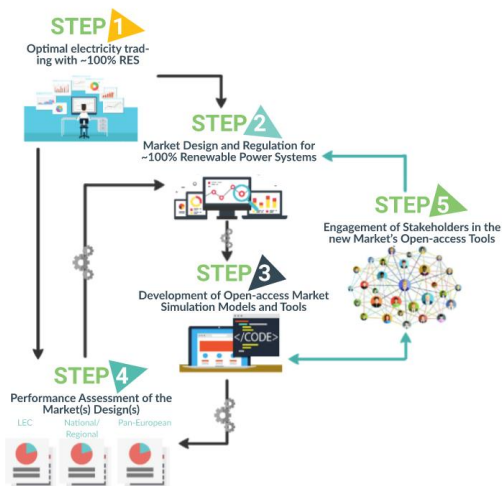 STEP 1
Optimal electricity trad-
ing with ~100% RES
STEP 2
Market Design and Regulation for
~100% Renewable Power Systems
STEP 5
Engagement of Stakeholders in the
new Market's Open-access Tools
STEP 3
Development of Open-access Market
Simulation Models and Tools
</CODE>
STEP 4
Performance Assessment of the
Market(s) Design(s)
LEC
National/
Regional
Pan-European